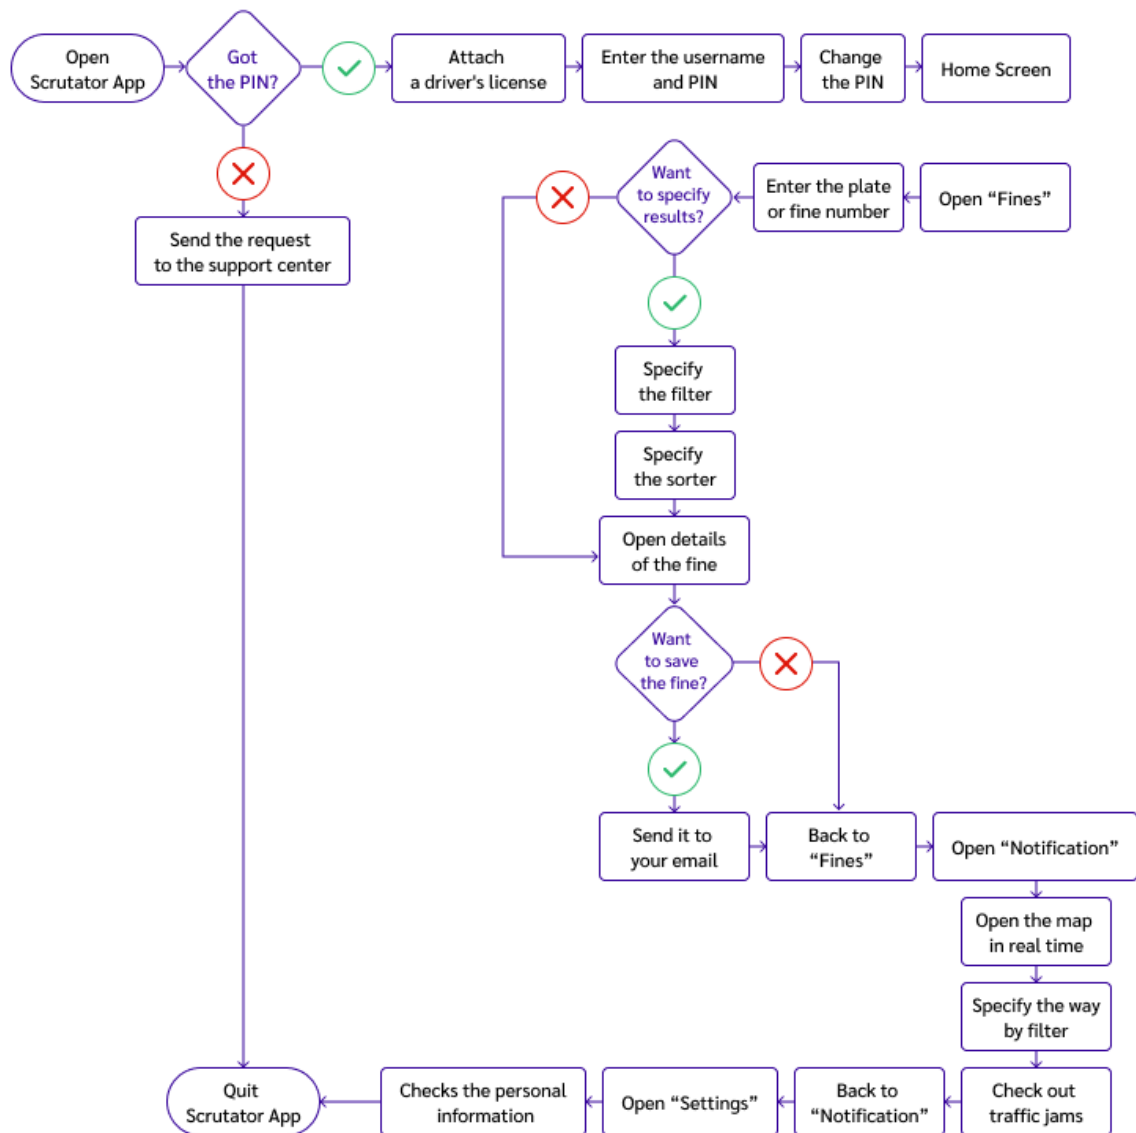 Open
Scrutator App
Got
the PIN?
Attach
a driver's license
Enter the username
and PIN
Change
the PIN
Home Screen
Send the request
to the support center
Want
to specify
results?
Enter the plate
or fine number
Open “Fines”
Specify
the filter
Specify
the sorter
Open details
of the fine
Want
to save
the fine?
Send it to
your email
Back to
“Fines”
Open “Notification”
Open the map
in real time
Specify the way
by filter
Check out
traffic jams
Back to
“Notification”
Open “Settings”
Checks the personal
information
Quit
Scrutator App